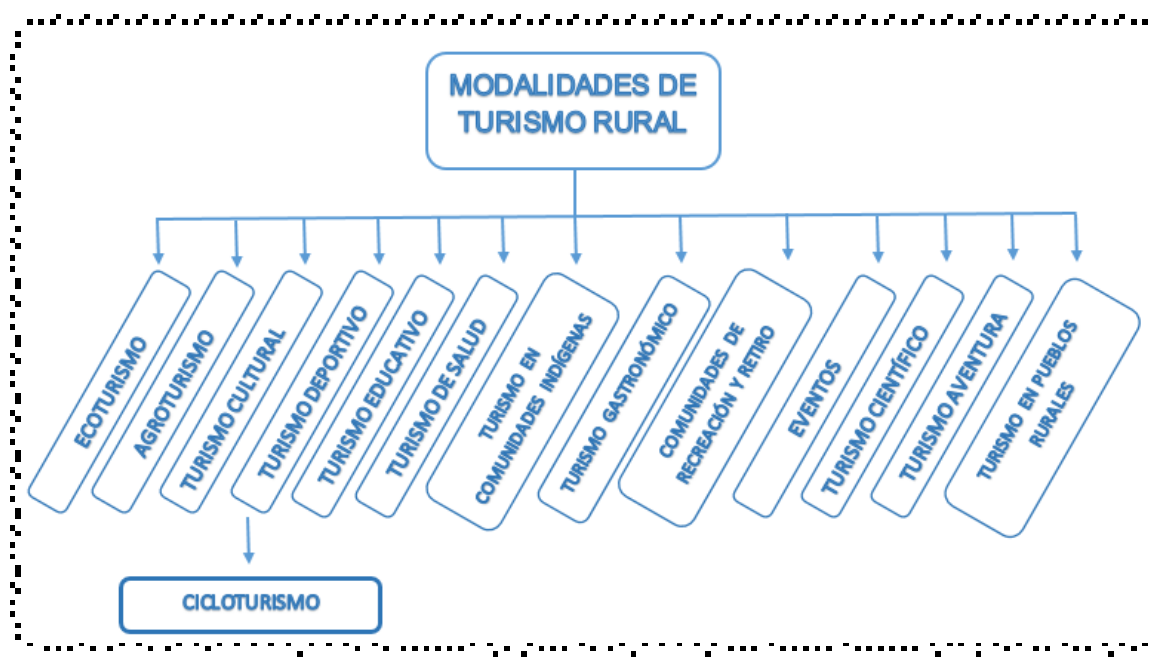 MODALIDADES DE
TURISMO RURAL
ECOTURISMO
AGROTURISMO
TURISMO CULTURAL
TURISMO DEPORTIVO
TURISMO EDUCATIVO
TURISMO DE SALUD
TURISMO EN
COMUNIDADES INDÍGENAS
TURISMO GASTRONÓMICO
COMUNIDADES DE
RECREACIÓN Y RETIRO
EVENTOS
TURISMO CIENTÍFICO
TURISMO AVENTURA
TURISMO EN PUEBLOS
RURALES
CICLOTURISMO